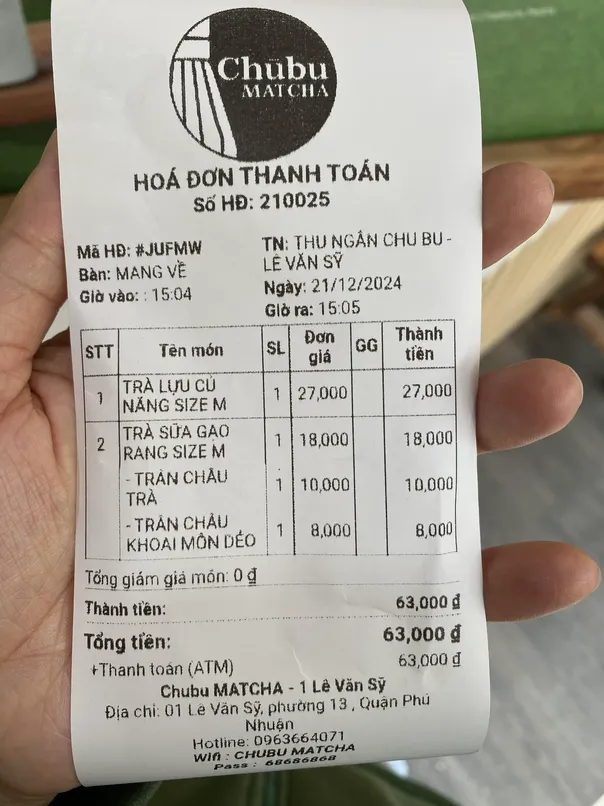 Chūbu
MATCHA
HOÁ ĐƠN THANH TOÁN
Số HĐ: 210025
Mã HĐ: #JUFMW
Bàn: MANG VỀ
Giờ vào: : 15:04
TN: THU NGÂN CHU BU -
LÊ VĂN SỸ
Ngày: 21/12/2024
Giờ ra: 15:05
STT Tên món SL Đơn giá GG Thành tiền
1 TRÀ LỰU CỦ 1 27,000 27,000
NĂNG SIZE M
2 TRÀ SỮA GẠO 1 18,000 18,000
RANG SIZE M
- TRÂN CHÂU 1 10,000 10,000
TRÀ
- TRÂN CHÂU 1 8,000 8,000
KHOAI MÔN DẺO
Tổng giảm giá món: 0 đ
Thành tiền: 63,000 đ
Tổng tiền: 63,000 đ
+Thanh toán (ATM) 63,000 đ
Chubu MATCHA - 1 Lê Văn Sỹ
Địa chỉ: 01 Lê Văn Sỹ, phường 13 , Quận Phú
Nhuận
Hotline: 0963664071
Wifi : CHUBU MATCHA
Pass : 68686868